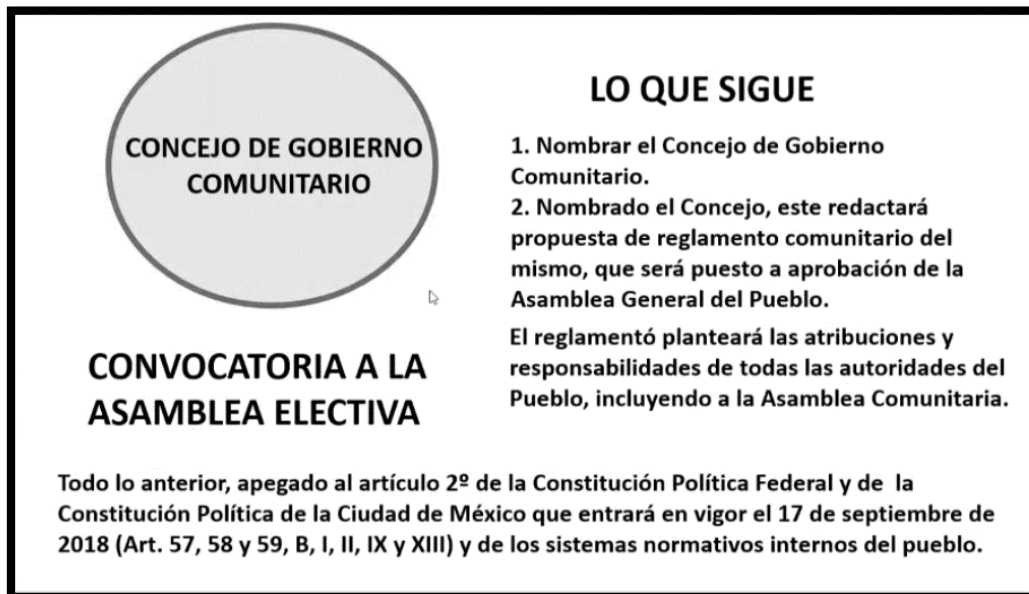 CONCEJO DE GOBIERNO
COMUNITARIO
CONVOCATORIA A LA
ASAMBLEA ELECTIVA
LO QUE SIGUE
1. Nombrar el Concejo de Gobierno
Comunitario.
2. Nombrado el Concejo, este redactará
propuesta de reglamento comunitario del
mismo, que será puesto a aprobación de la
Asamblea General del Pueblo.
El reglamentó planteará las atribuciones y
responsabilidades de todas las autoridades del
Pueblo, incluyendo a la Asamblea Comunitaria.
Todo lo anterior, apegado al artículo 2º de la Constitución Política Federal y de la
Constitución Política de la Ciudad de México que entrará en vigor el 17 de septiembre de
2018 (Art. 57, 58 y 59, B, I, II, IX y XIII) y de los sistemas normativos internos del pueblo.